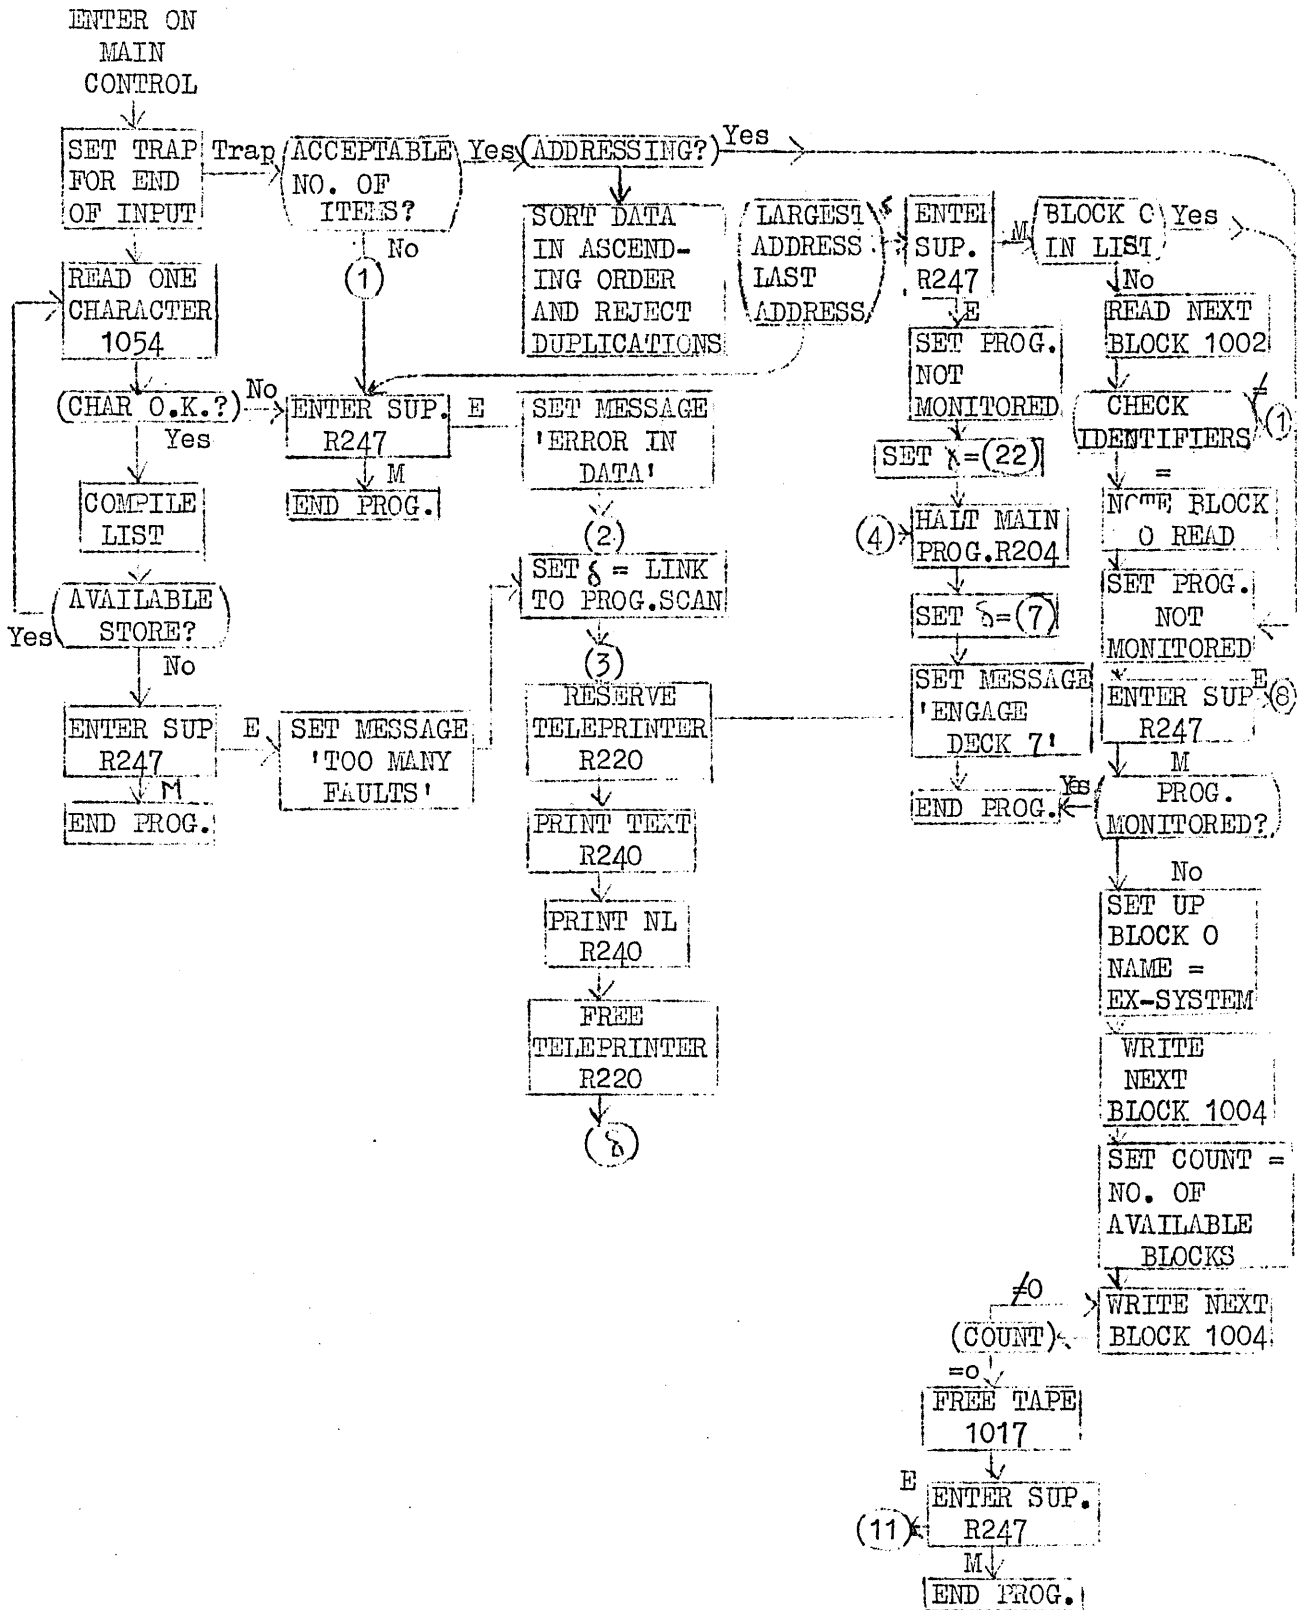 ENTER ON
MAIN
CONTROL
SET TRAP
FOR END
OF INPUT
Trap
(ACCEPTABLE
NO. OF
ITEMS?
Yes
No
(1)
(ADDRESSING?)
Yes
SORT DATA
IN ASCEND-
ING ORDER
AND REJECT
DUPLICATIONS
READ ONE
CHARACTER
1054
(CHAR O.K.?)
No
Yes
COMPILE
LIST
(AVAILABLE
STORE?
Yes
No
ENTER SUP
R247
E
M
END PROG.
SET MESSAGE
'TOO MANY
FAULTS'
ENTER SUP.
R247
E
M
END PROG.
SET MESSAGE
'ERROR IN
DATA'
(2)
SET δ = LINK
TO PROG.SCAN
(3)
RESERVE
TELEPRINTER
R220
PRINT TEXT
R240
PRINT NL
R240
FREE
TELEPRINTER
R220
(δ)
(LARGEST
ADDRESS
LAST
ADDRESS)
ENTER
SUP.
R247
M
E
SET PROG.
NOT
MONITORED
SET =(22)
(4)
HALT MAIN
PROG.R204
SET δ=(7)
SET MESSAGE
'ENGAGE
DECK 7'
END PROG.
(BLOCK 0
IN LIST)
Yes
No
READ NEXT
BLOCK 1002
(CHECK
IDENTIFIERS)
≠
(1)
=
NOTE BLOCK
0 READ
SET PROG.
NOT
MONITORED
ENTER SUP
R247
E
(8)
M
(PROG.
MONITORED?)
Yes
No
SET UP
BLOCK 0
NAME =
EX-SYSTEM
WRITE
NEXT
BLOCK 1004
SET COUNT =
NO. OF
AVAILABLE
BLOCKS
WRITE NEXT
BLOCK 1004
≠0
(COUNT)
=0
FREE TAPE
1017
ENTER SUP.
R247
E
(11)
M
END PROG.